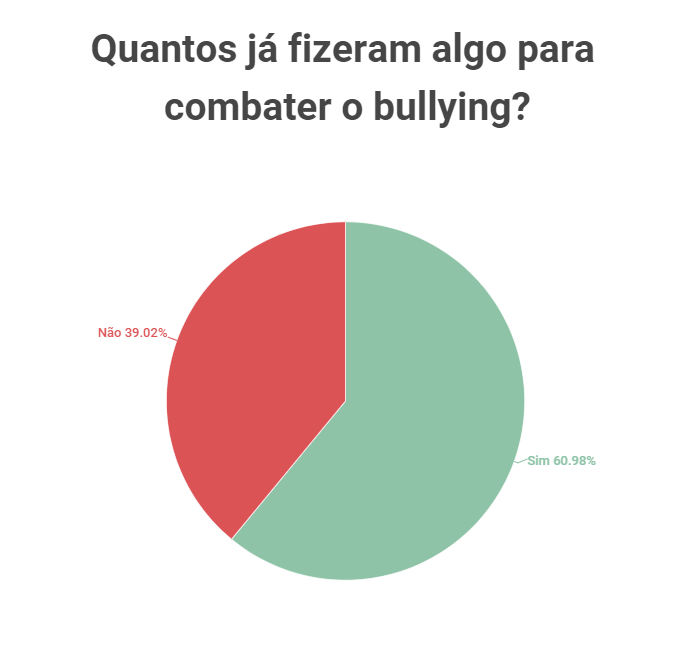 Quantos já fizeram algo para
combater o bullying?
Não 39.02%
Sim 60.98%